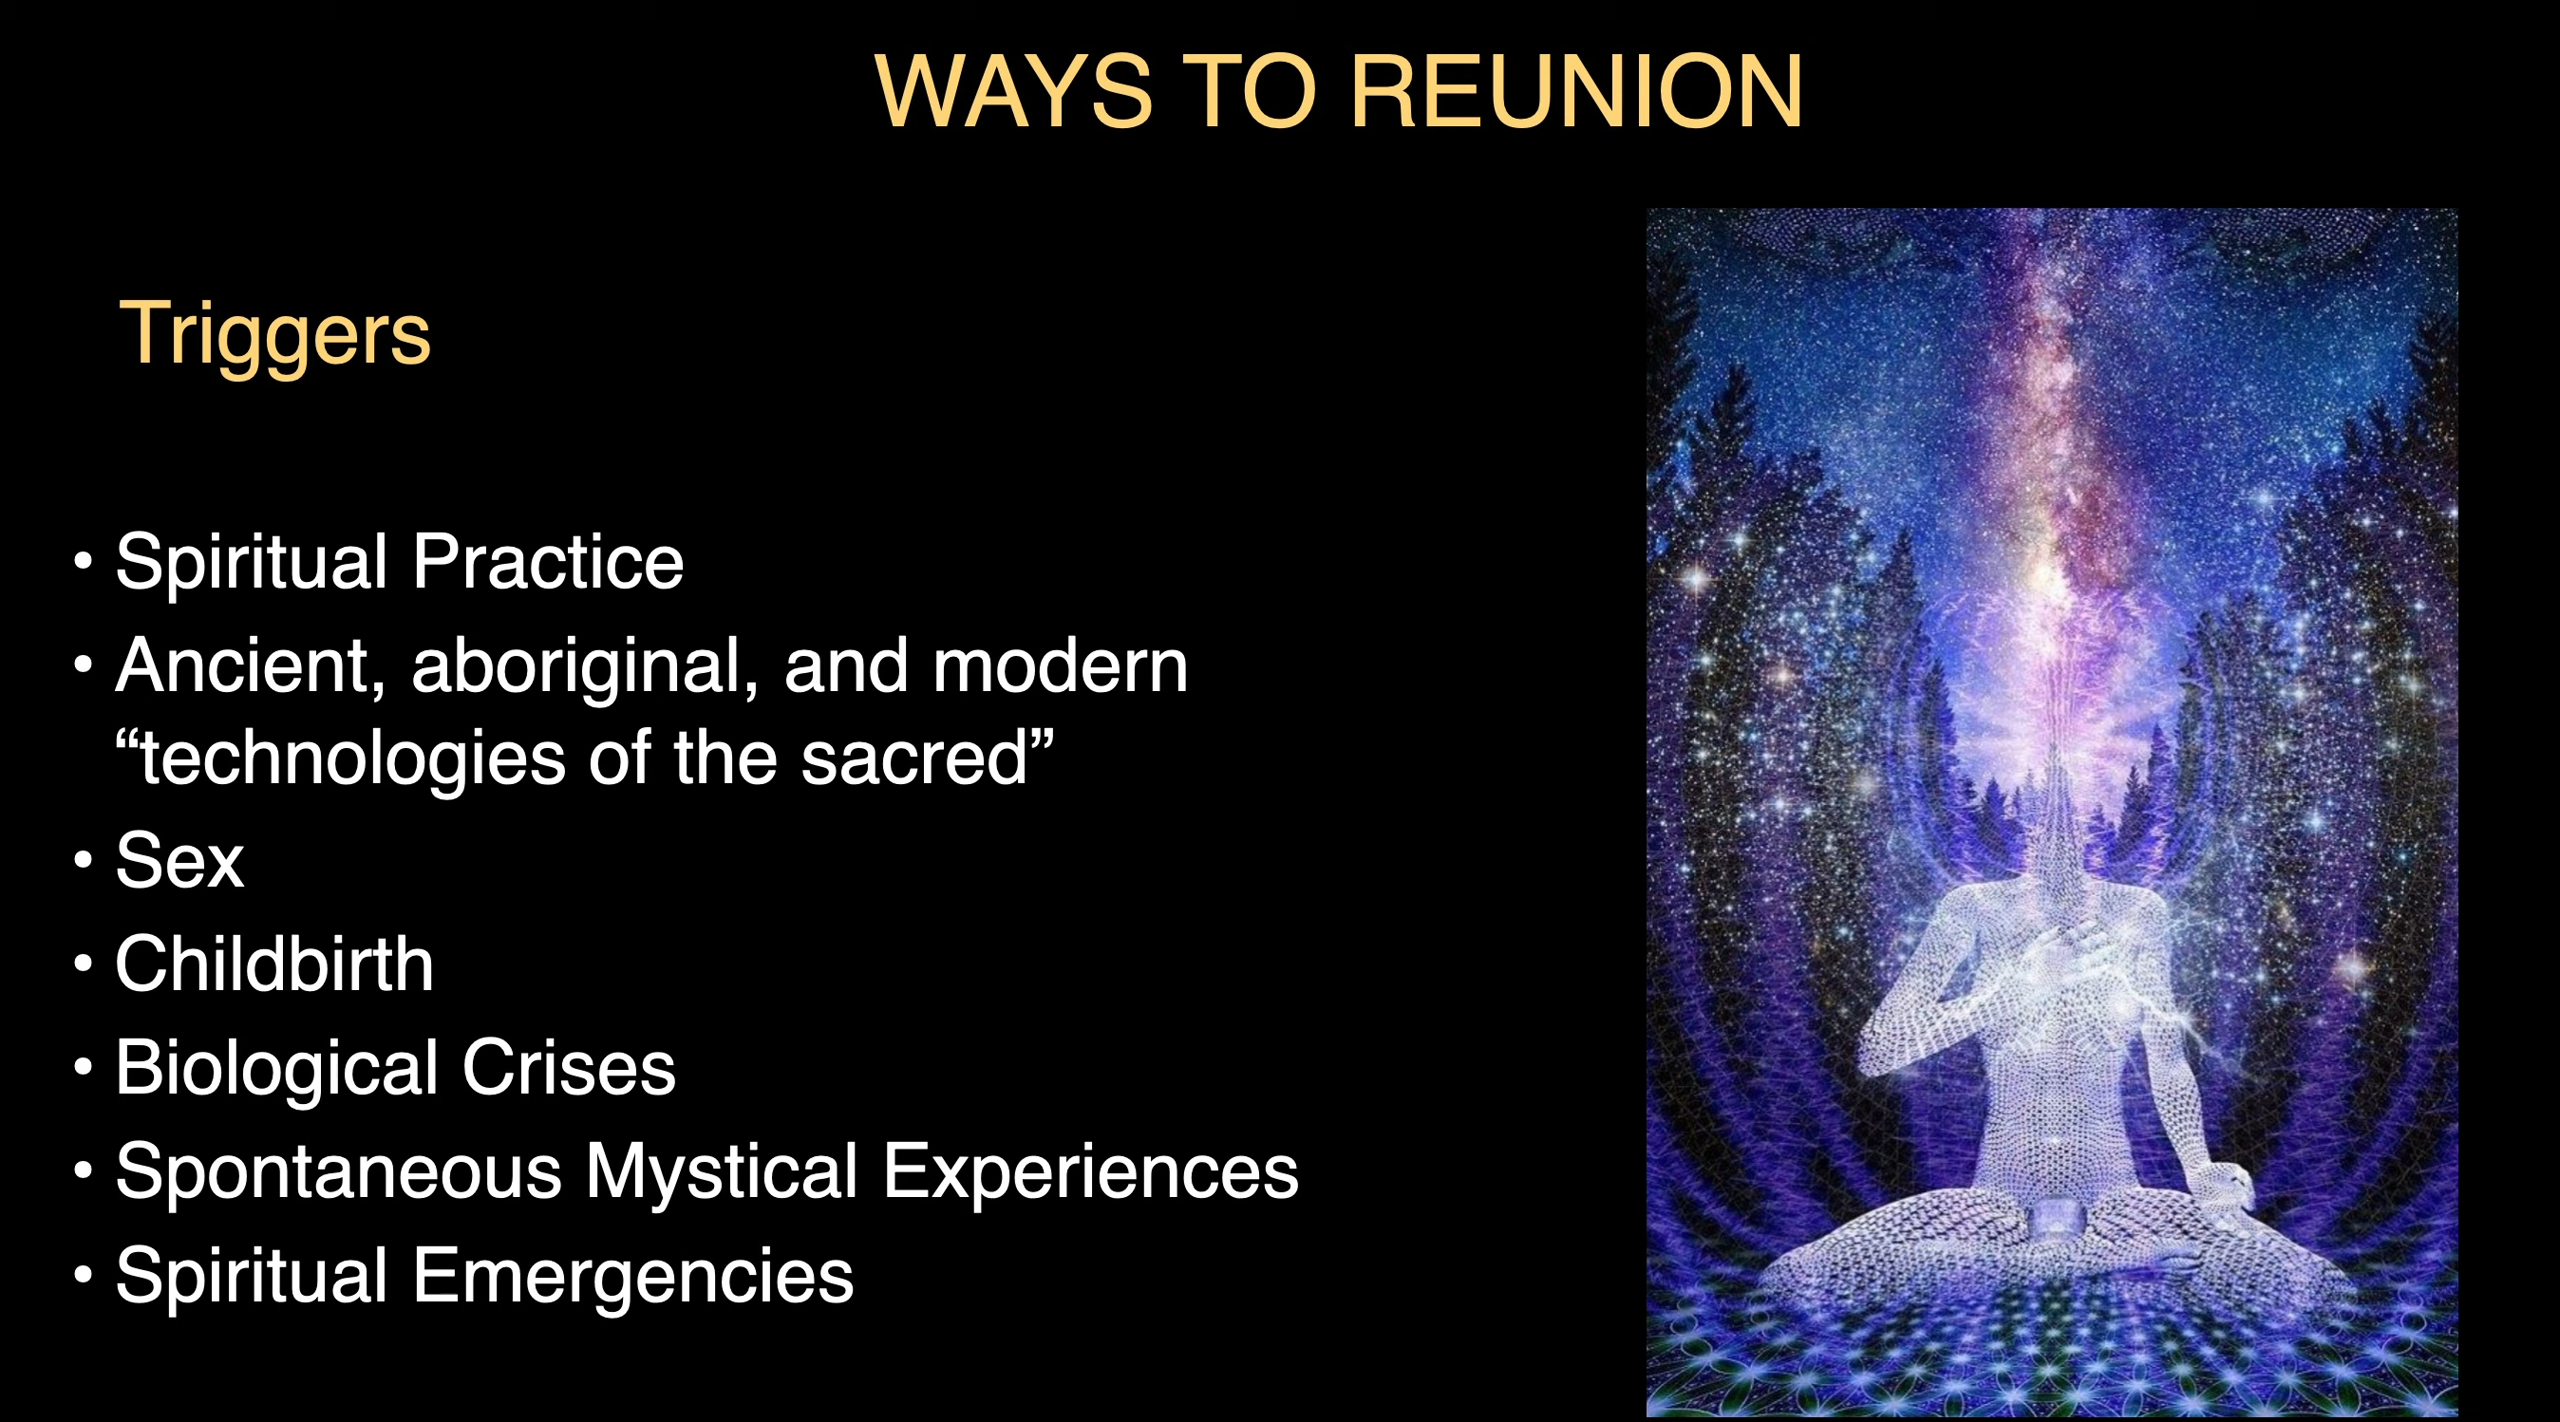 WAYS TO REUNION
Triggers
• Spiritual Practice
• Ancient, aboriginal, and modern
“technologies of the sacred”
• Sex
• Childbirth
• Biological Crises
• Spontaneous Mystical Experiences
• Spiritual Emergencies